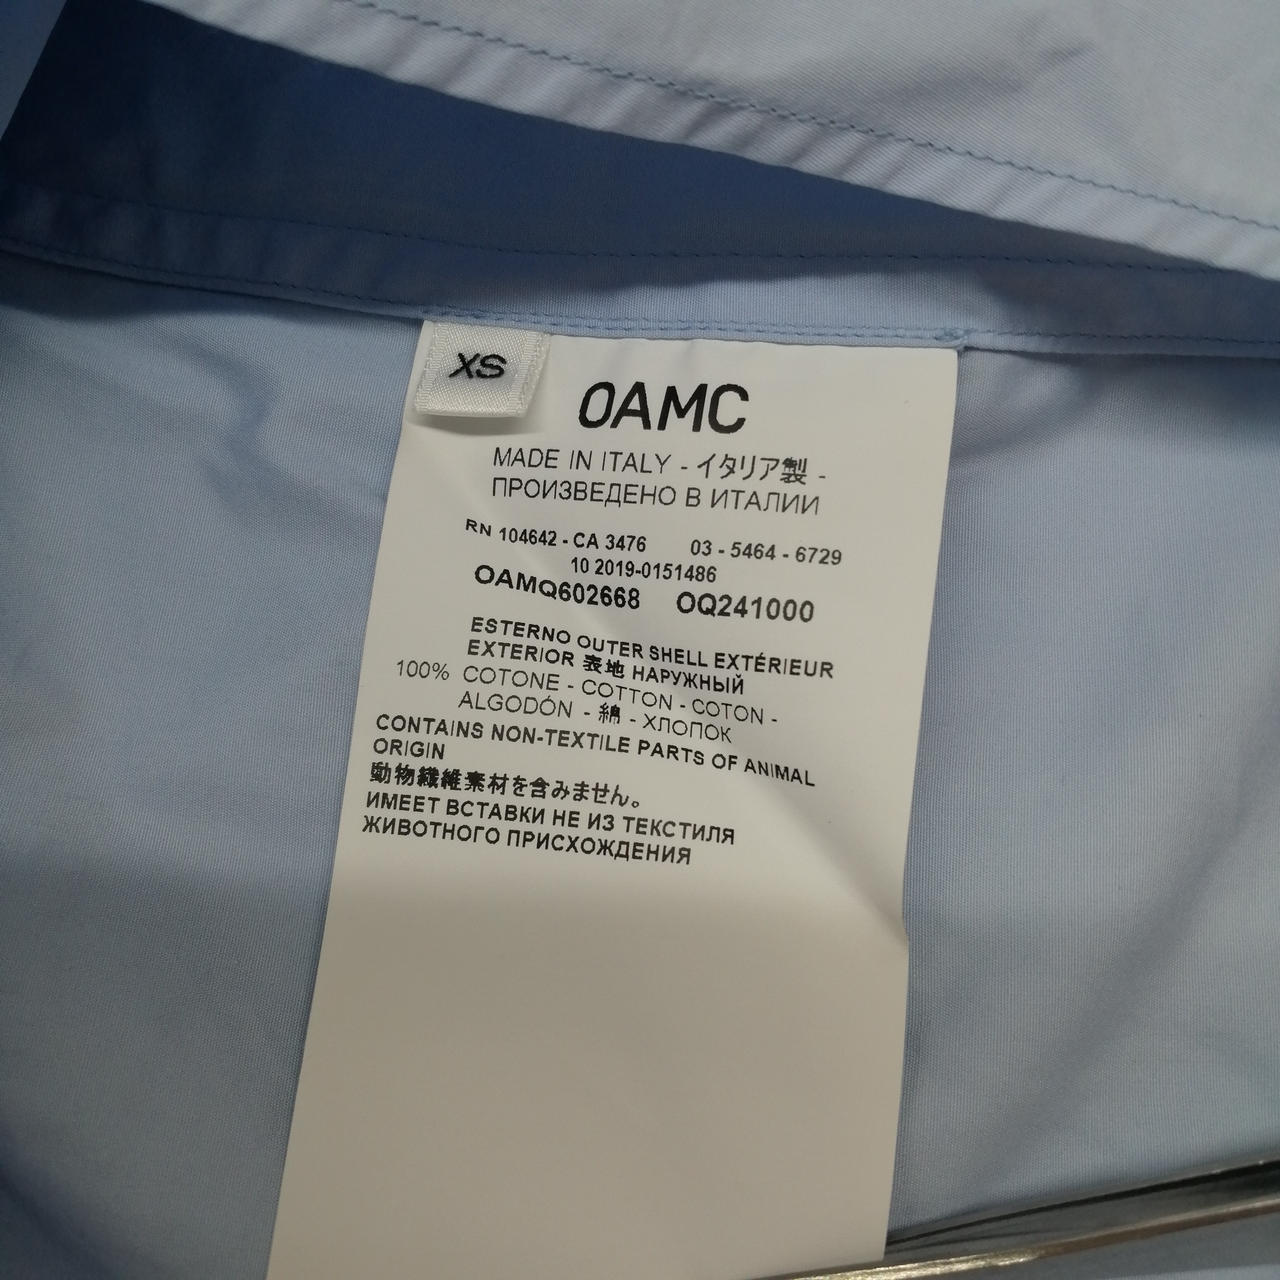 XS
OAMC
MADE IN ITALY - イタリア製 -
ПРОИЗВЕДЕНО В ИТАЛИИ
RN 104642 - CA 3476 03 - 5464 - 6729
10 2019-0151486
OAMQ602668 OQ241000
ESTERNO OUTER SHELL EXTÉRIEUR
EXTERIOR 表地 НАРУЖНЫЙ
100% COTONE - COTTON - COTON -
ALGODÓN - 綿 - ХЛОПОК
CONTAINS NON-TEXTILE PARTS OF ANIMAL
ORIGIN
動物繊維素材を含みません。
ИМЕЕТ ВСТАВКИ НЕ ИЗ ТЕКСТИЛЯ
ЖИВОТНОГО ПРИСХОЖДЕНИЯ